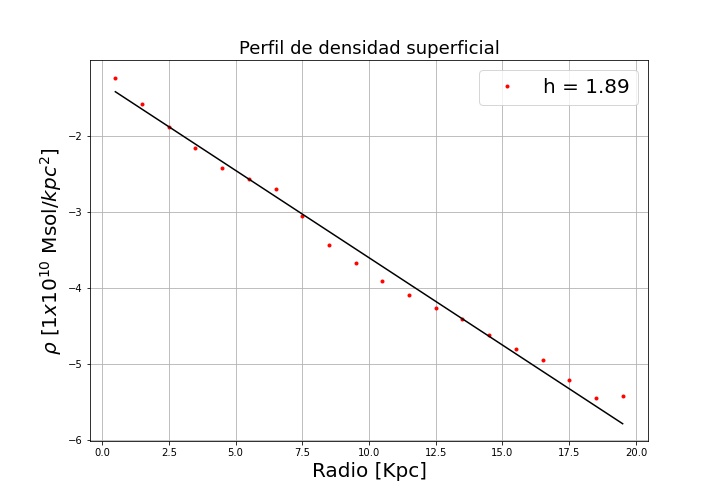 Perfil de densidad superficial
h = 1.89
ρ [1x10¹⁰ Msol/kpc²]
−2
−3
−4
−5
−6
0.0 2.5 5.0 7.5 10.0 12.5 15.0 17.5 20.0
Radio [Kpc]